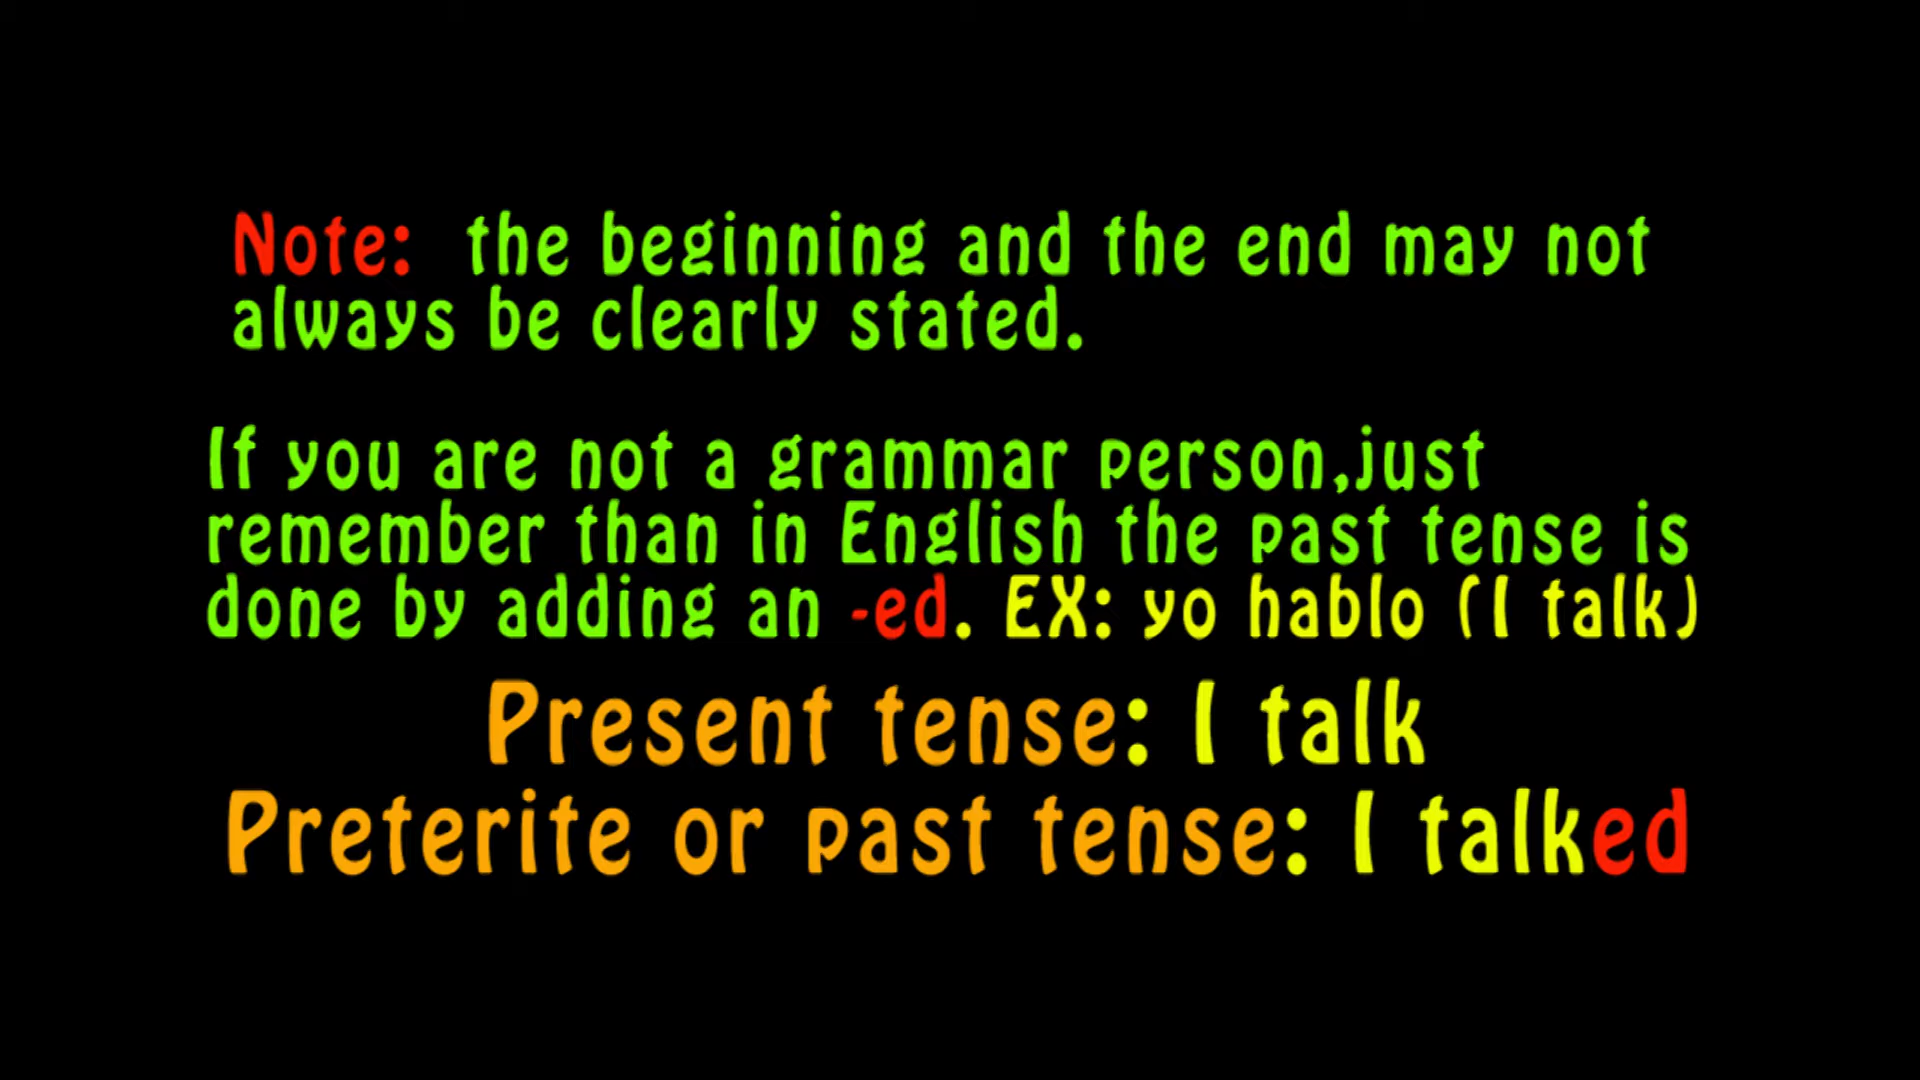 Note:  the beginning and the end may not
always be clearly stated.
If you are not a grammar person,just
remember than in English the past tense is
done by adding an -ed. EX: yo hablo (I talk)
Present tense: I talk
Preterite or past tense: I talked